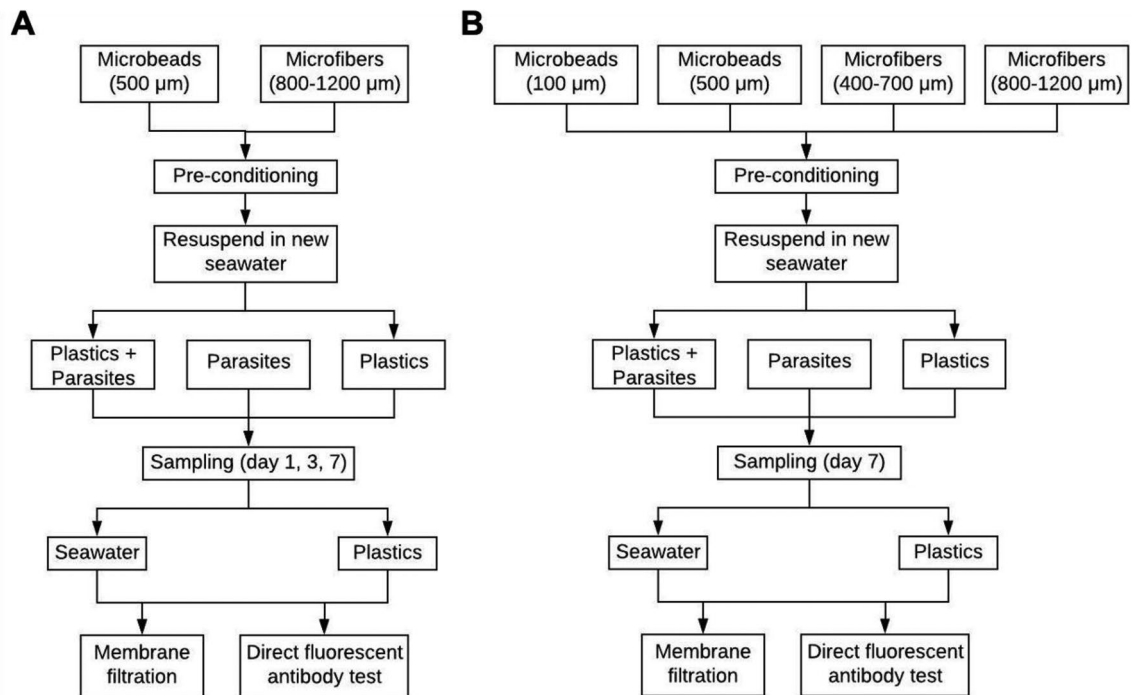 A
Microbeads
(500 µm)
Microfibers
(800-1200 µm)
Pre-conditioning
Resuspend in new
seawater
Plastics +
Parasites
Parasites
Plastics
Sampling (day 1, 3, 7)
Seawater
Plastics
Membrane
filtration
Direct fluorescent
antibody test
B
Microbeads
(100 µm)
Microbeads
(500 µm)
Microfibers
(400-700 µm)
Microfibers
(800-1200 µm)
Pre-conditioning
Resuspend in new
seawater
Plastics +
Parasites
Parasites
Plastics
Sampling (day 7)
Seawater
Plastics
Membrane
filtration
Direct fluorescent
antibody test